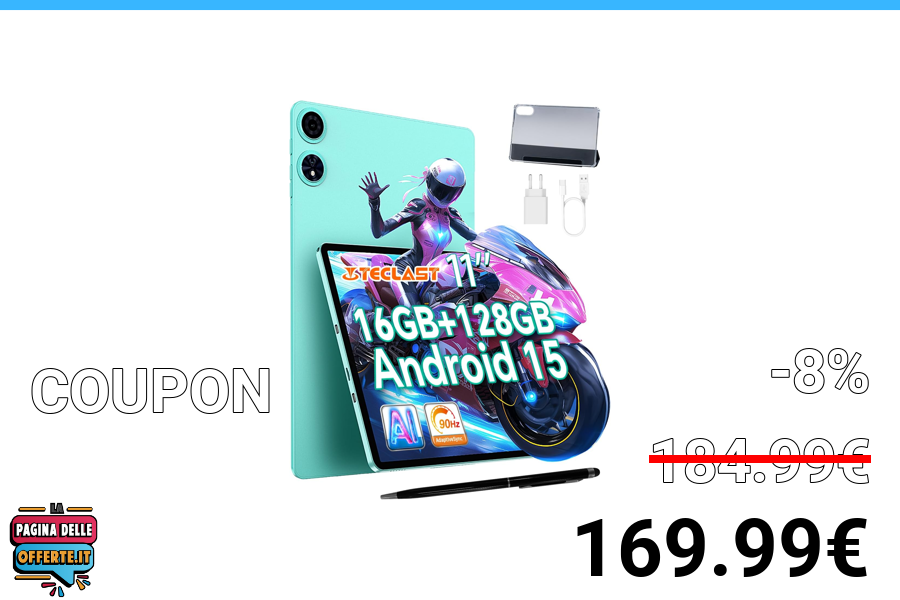 TECLAST 11"
16GB+128GB
Android 15
AI
90Hz
AdaptiveSync
COUPON
-8%
184.99€
169.99€
LA
PAGINA DELLE
OFFERTE.IT